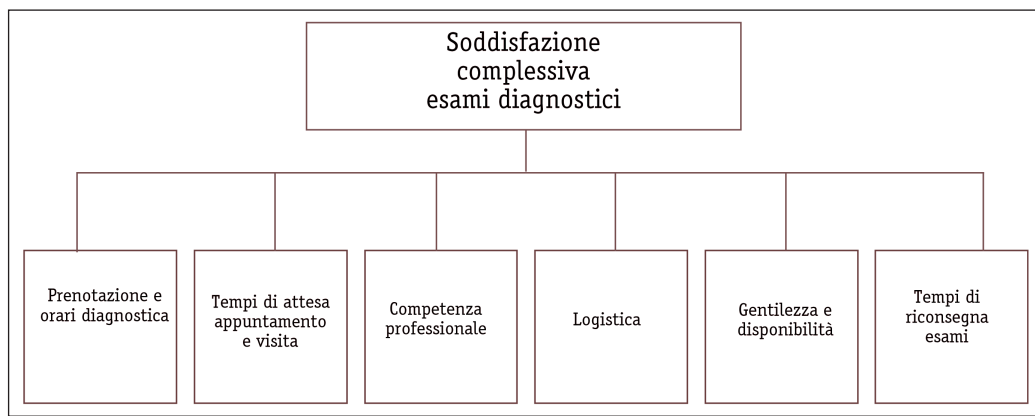 Soddisfazione
complessiva
esami diagnostici
Prenotazione e
orari diagnostica
Tempi di attesa
appuntamento
e visita
Competenza
professionale
Logistica
Gentilezza e
disponibilità
Tempi di
riconsegna
esami